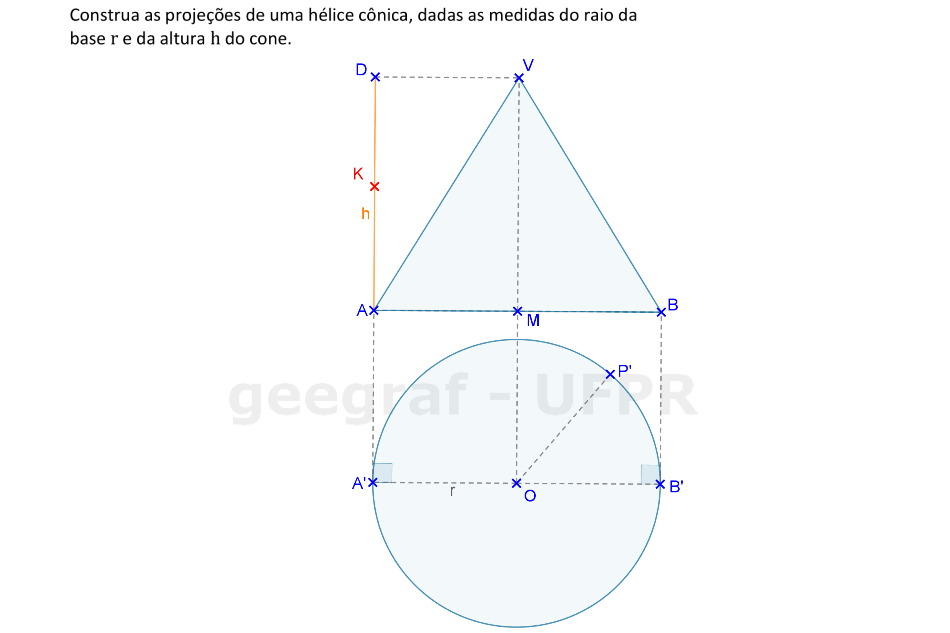 Construa as projeções de uma hélice cônica, dadas as medidas do raio da
base r e da altura h do cone.
D
V
K
h
A
M
B
P'
geegraf - UFPR
A'
r
O
B'